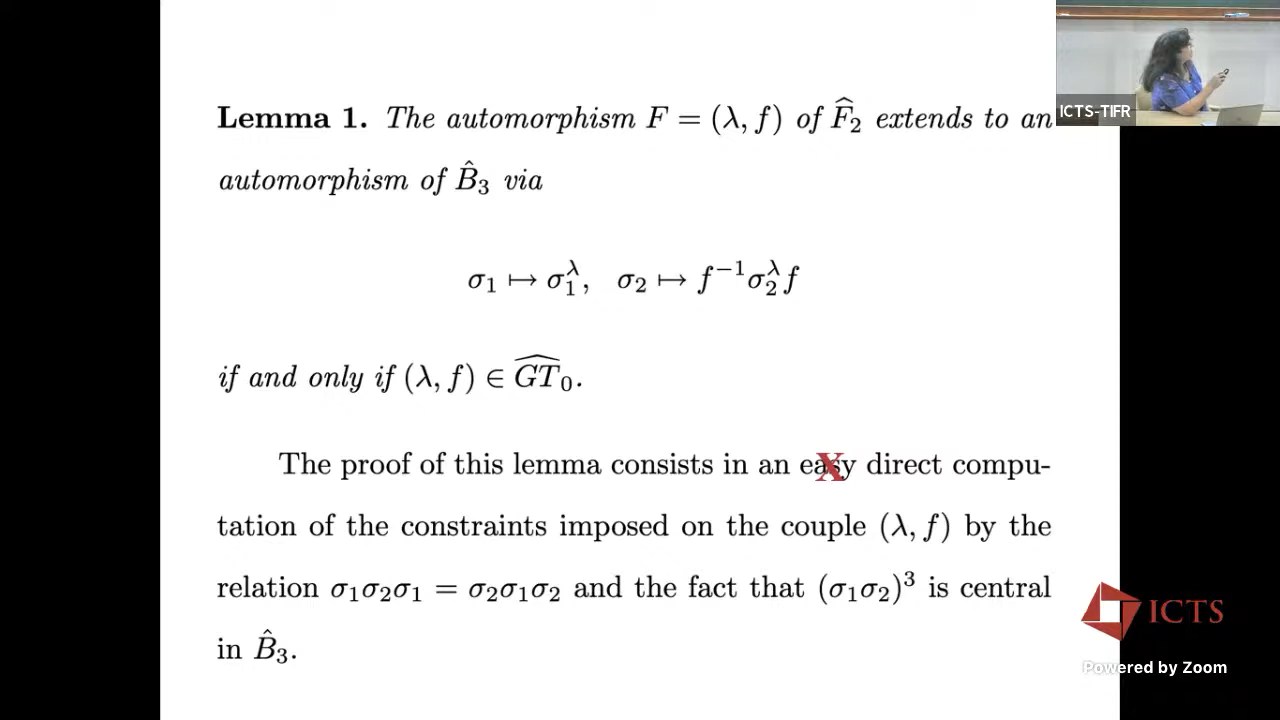 Lemma 1. The automorphism F = (λ, f) of F̂₂ extends to an
automorphism of B̂₃ via
σ₁ ↦ σ₁^λ, σ₂ ↦ f⁻¹σ₂^λ f
if and only if (λ, f) ∈ ĜT₀.
The proof of this lemma consists in an easy direct compu-
tation of the constraints imposed on the couple (λ, f) by the
relation σ₁σ₂σ₁ = σ₂σ₁σ₂ and the fact that (σ₁σ₂)³ is central
in B̂₃.
X
ICTS-TIFR
ICTS
Powered by Zoom